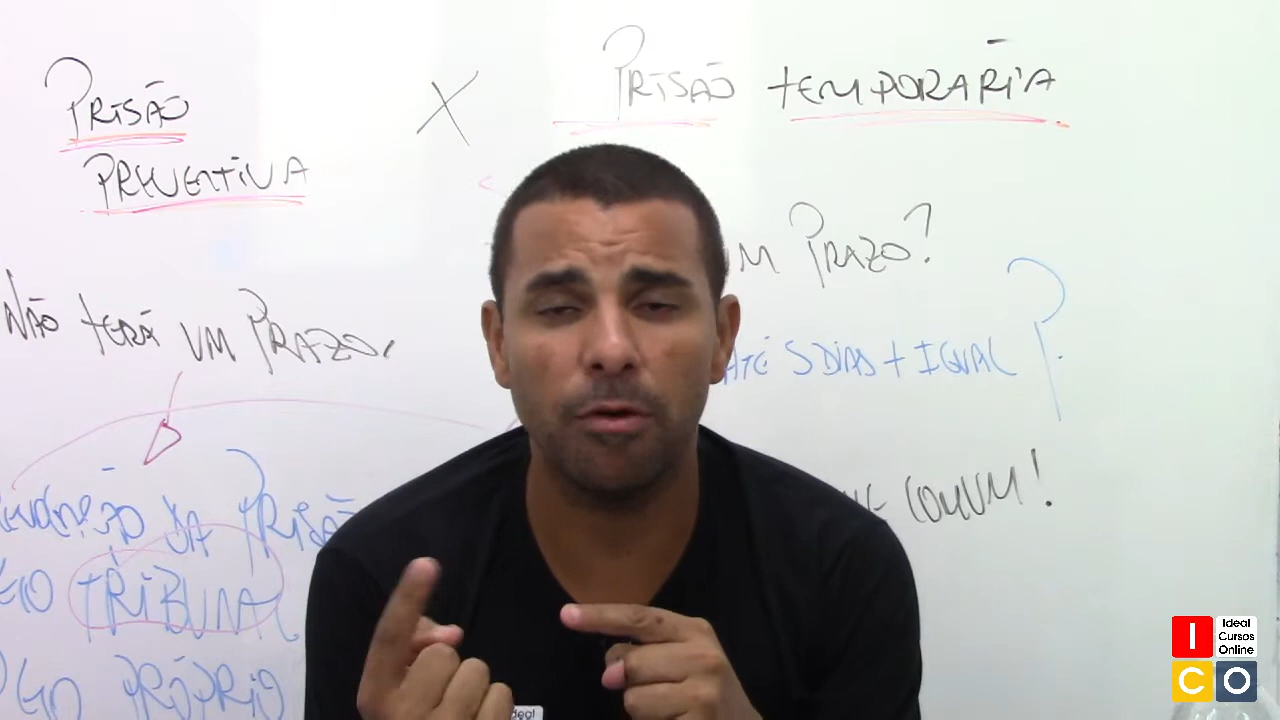 PRISÃO
PREVENTIVA
X
PRISÃO TEMPORARIA
NÃO TERÁ UM PRAZO,
UM PRAZO?
ATÉ 5 DIAS + IGUAL ?
DA PRISÃO
TRIBUNAL
PRÓPRIO
COMUM!
Ideal
Cursos
Online
I
C O